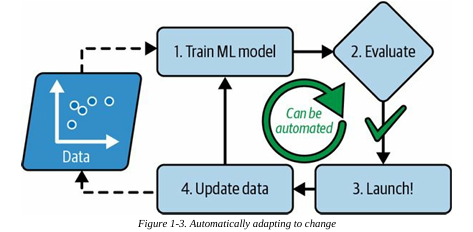 1. Train ML model
2. Evaluate
Can be
automated
Data
4. Update data
3. Launch!
Figure 1-3. Automatically adapting to change